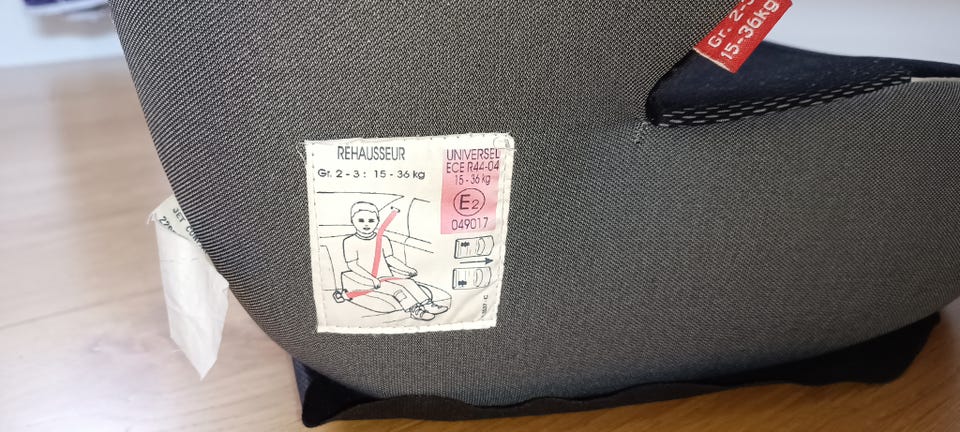 Gr. 2-3
15-36kg
REHAUSSEUR
Gr. 2 - 3 : 15 - 36 kg
UNIVERSEL
ECE R44-04
15 - 36 kg
E2
049017
JET